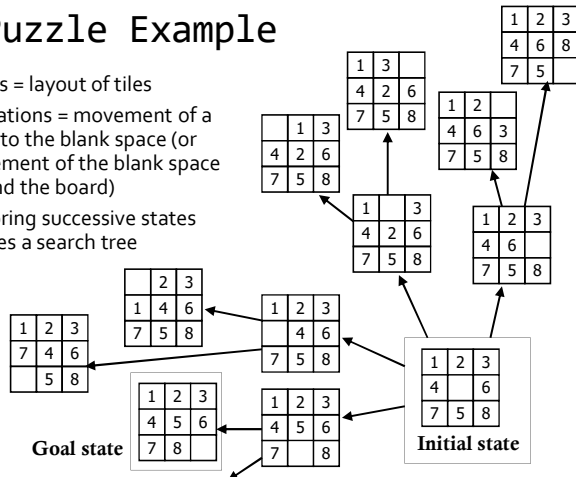 uzzle Example
s = layout of tiles
ations = movement of a
to the blank space (or
ement of the blank space
nd the board)
oring successive states
es a search tree
1 2 3
4 6 8
7 5
1 3
4 2 6
7 5 8
1 2
4 6 3
7 5 8
1 3
4 2 6
7 5 8
1 3
4 2 6
7 5 8
1 2 3
4 6
7 5 8
2 3
1 4 6
7 5 8
1 2 3
4 6
7 5 8
1 2 3
7 4 6
5 8
1 2 3
4 6
7 5 8
Initial state
1 2 3
4 5 6
7 8
Goal state
1 2 3
4 5 6
7 8